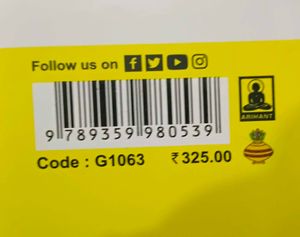 Follow us on
ARIHANT
9 789359 980539
Code : G1063 ₹325.00